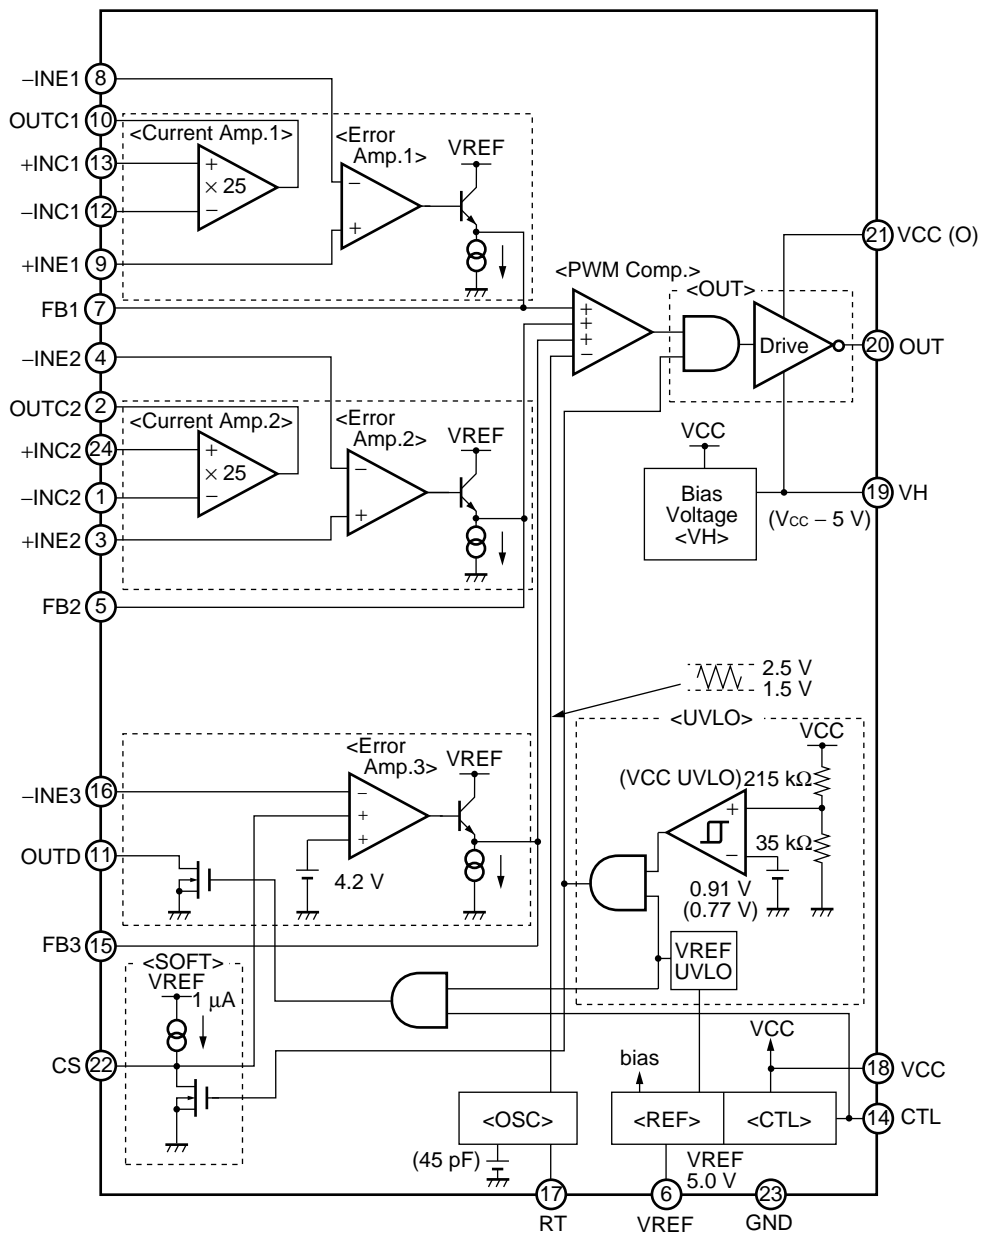 −INE1 8
OUTC1 10
<Current Amp.1>
<Error
Amp.1>
VREF
+INC1 13
+
× 25
−
−INC1 12
−
+
+INE1 9
21 VCC (O)
<PWM Comp.>
<OUT>
FB1 7
+
+
+
−
Drive
20 OUT
−INE2 4
OUTC2 2
<Current Amp.2>
<Error
Amp.2>
VREF
+INC2 24
+
× 25
−
−INC2 1
−
+
+INE2 3
VCC
Bias
Voltage
<VH>
19 VH
(VCC – 5 V)
FB2 5
2.5 V
1.5 V
<UVLO>
VCC
<Error
Amp.3>
VREF
(VCC UVLO)
215 kΩ
−INE3 16
−
+
+
+
−
35 kΩ
OUTD 11
4.2 V
0.91 V
(0.77 V)
FB3 15
VREF
UVLO
<SOFT>
VREF
1 µA
CS 22
bias
VCC
18 VCC
<OSC>
<REF>
<CTL>
14 CTL
(45 pF)
VREF
5.0 V
17
6
23
RT
VREF
GND